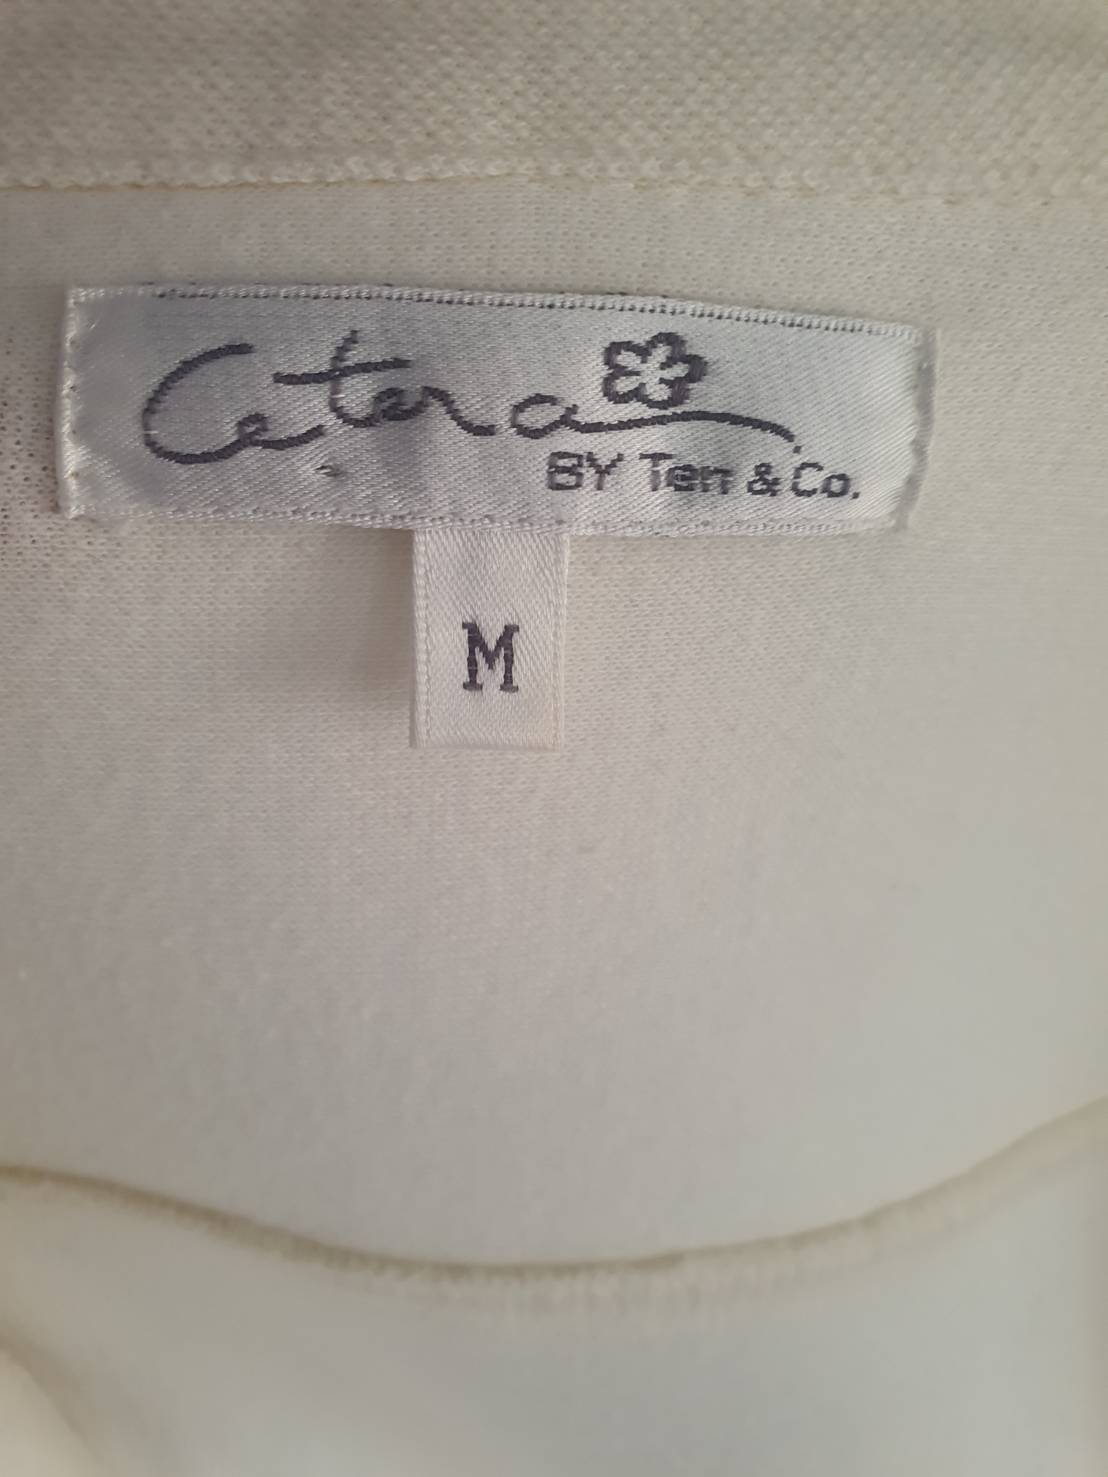 Cetera
BY Ten & Co.
M